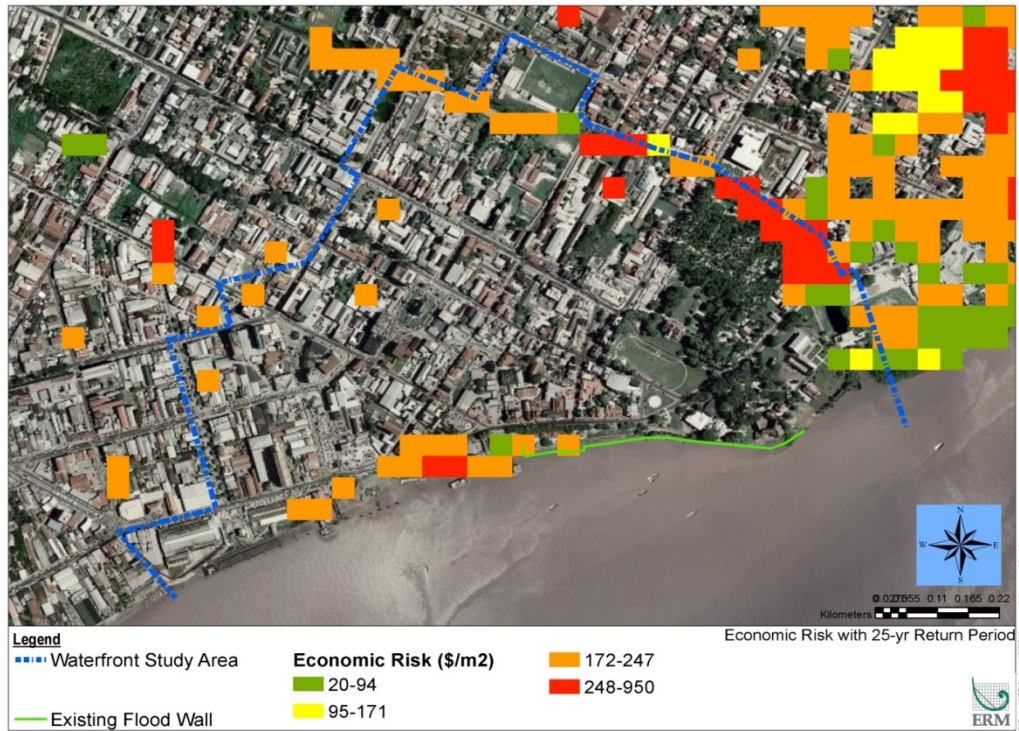 N
W E
S
0 0.0275.055 0.11 0.165 0.22
Kilometers
Economic Risk with 25-yr Return Period
Legend
Waterfront Study Area
Existing Flood Wall
Economic Risk ($/m2)
20-94
95-171
172-247
248-950
ERM